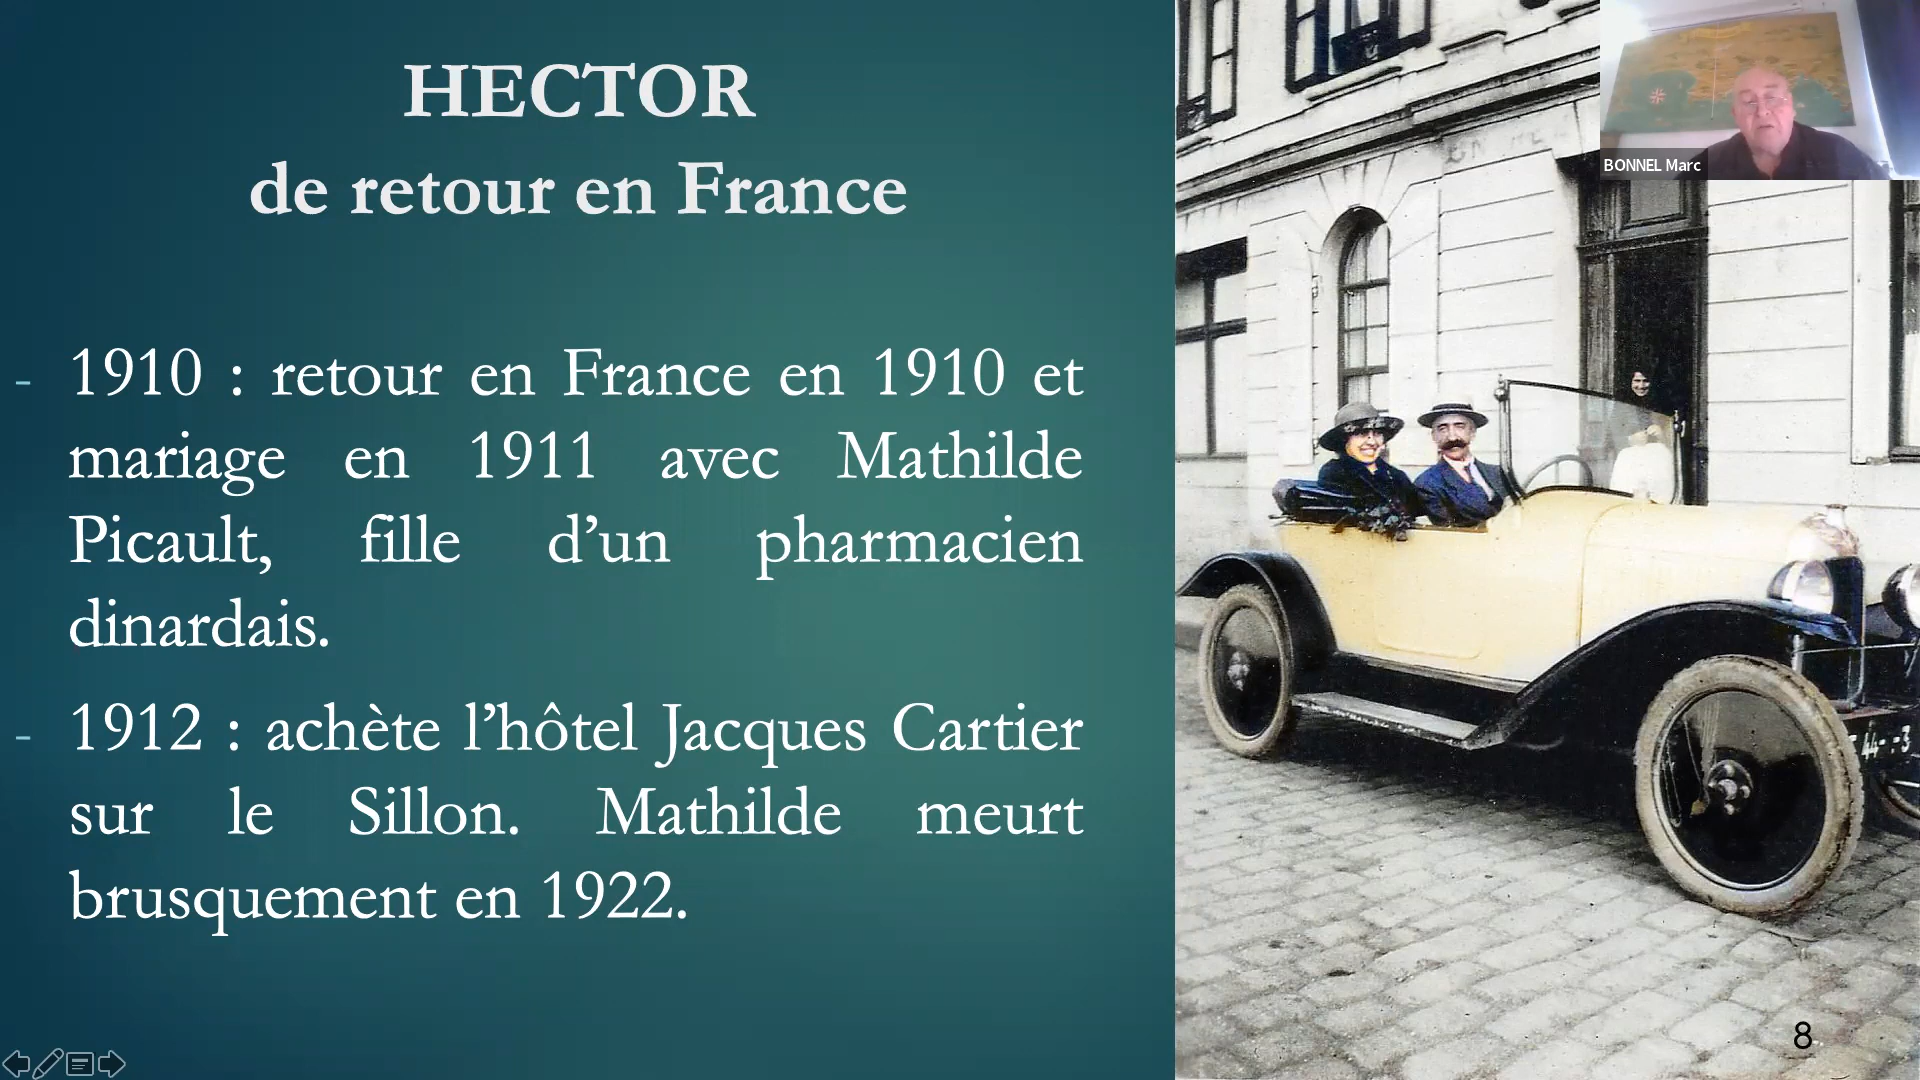 HECTOR
de retour en France
- 1910 : retour en France en 1910 et
mariage en 1911 avec Mathilde
Picault, fille d’un pharmacien
dinardais.
- 1912 : achète l’hôtel Jacques Cartier
sur le Sillon. Mathilde meurt
brusquement en 1922.
BONNEL Marc
8